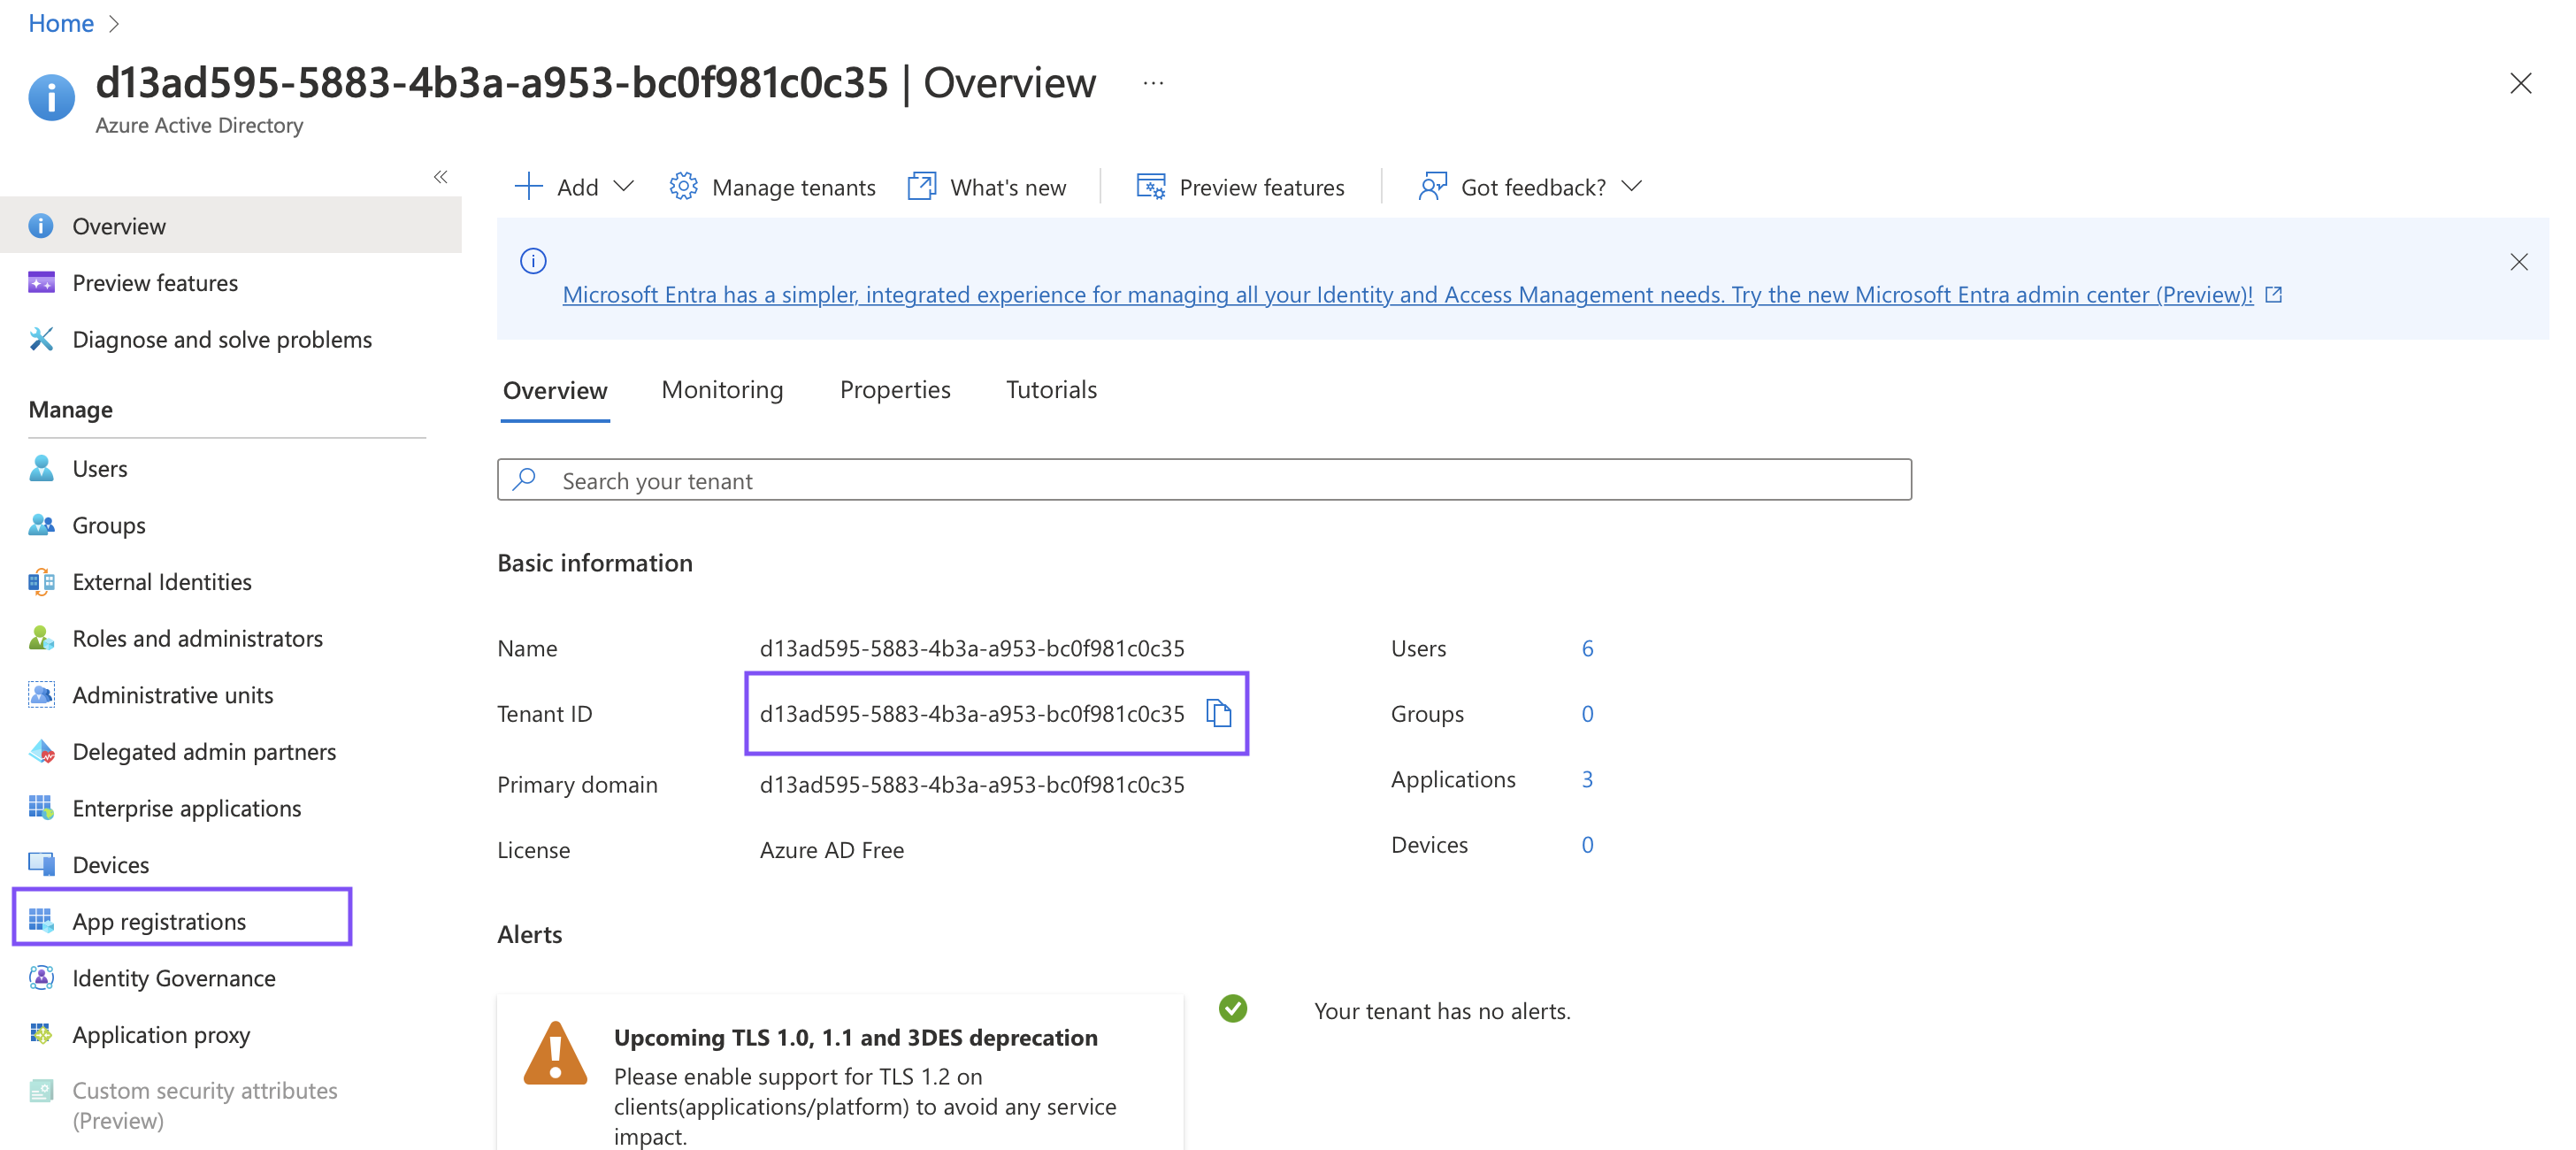 Home
d13ad595-5883-4b3a-a953-bc0f981c0c35 | Overview ...
Azure Active Directory
Overview
Preview features
Diagnose and solve problems
Manage
Users
Groups
External Identities
Roles and administrators
Administrative units
Delegated admin partners
Enterprise applications
Devices
App registrations
Identity Governance
Application proxy
Custom security attributes
(Preview)
Add
Manage tenants
What's new
Preview features
Got feedback?
Microsoft Entra has a simpler, integrated experience for managing all your Identity and Access Management needs. Try the new Microsoft Entra admin center (Preview)!
Overview Monitoring Properties Tutorials
Search your tenant
Basic information
Name d13ad595-5883-4b3a-a953-bc0f981c0c35
Tenant ID d13ad595-5883-4b3a-a953-bc0f981c0c35
Primary domain d13ad595-5883-4b3a-a953-bc0f981c0c35
License Azure AD Free
Users 6
Groups 0
Applications 3
Devices 0
Alerts
Upcoming TLS 1.0, 1.1 and 3DES deprecation
Please enable support for TLS 1.2 on
clients(applications/platform) to avoid any service
impact.
Your tenant has no alerts.